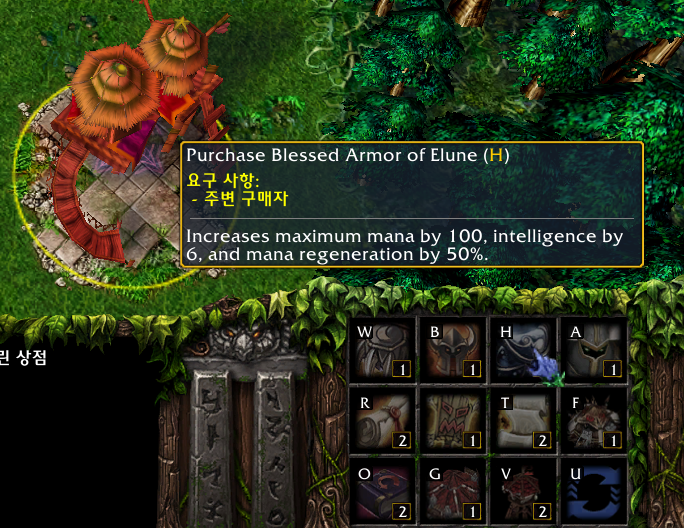 Purchase Blessed Armor of Elune (H)
요구 사항:
- 주변 구매자
Increases maximum mana by 100, intelligence by
6, and mana regeneration by 50%.
린 상점
W B H A
1 1 1
R T F
2 1 2 1
O G V U
2 1 2